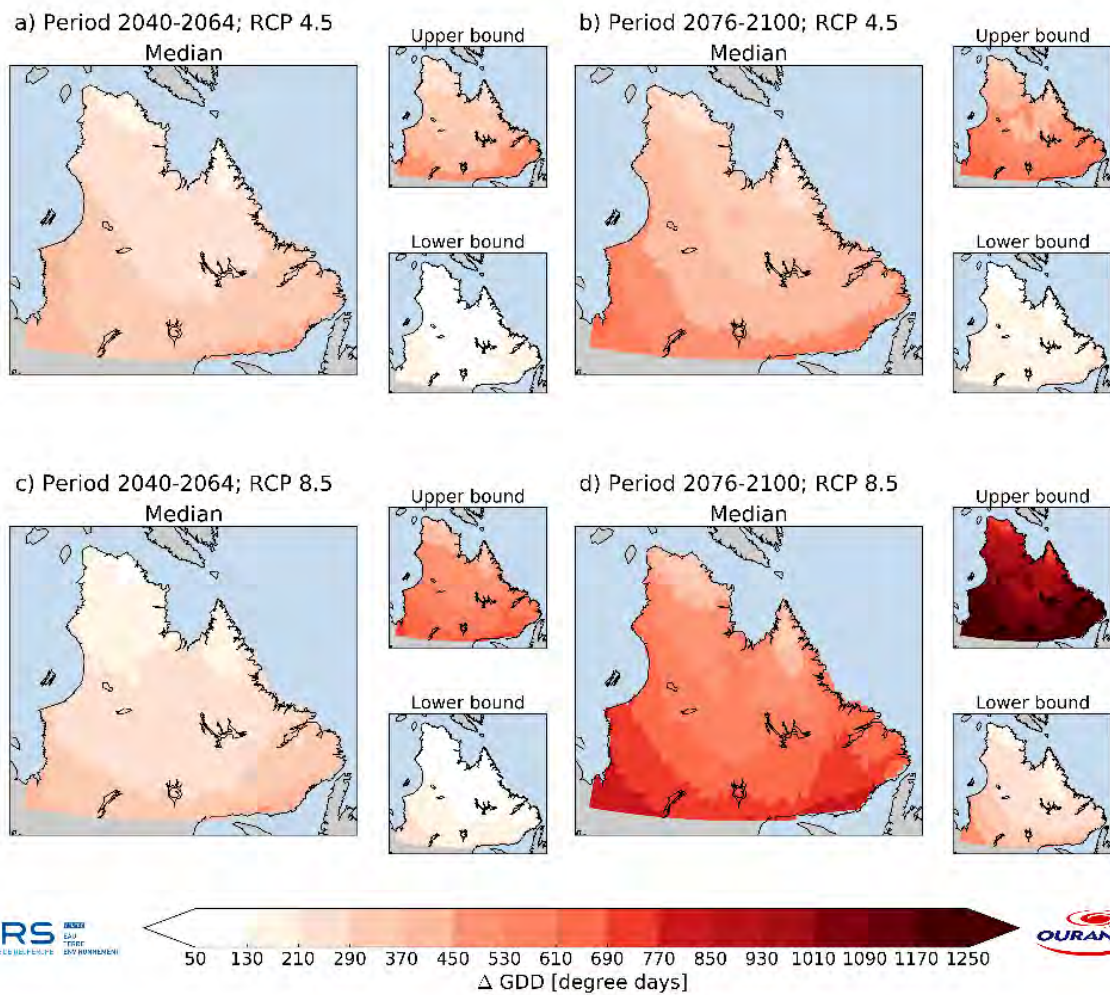 a) Period 2040-2064; RCP 4.5
Median
Upper bound
Lower bound
b) Period 2076-2100; RCP 4.5
Median
Upper bound
Lower bound
c) Period 2040-2064; RCP 8.5
Median
Upper bound
Lower bound
d) Period 2076-2100; RCP 8.5
Median
Upper bound
Lower bound
RS
EAU
TERRE
ENVIRONNEMENT
50 130 210 290 370 450 530 610 690 770 850 930 1010 1090 1170 1250
Δ GDD [degree days]
OURAN